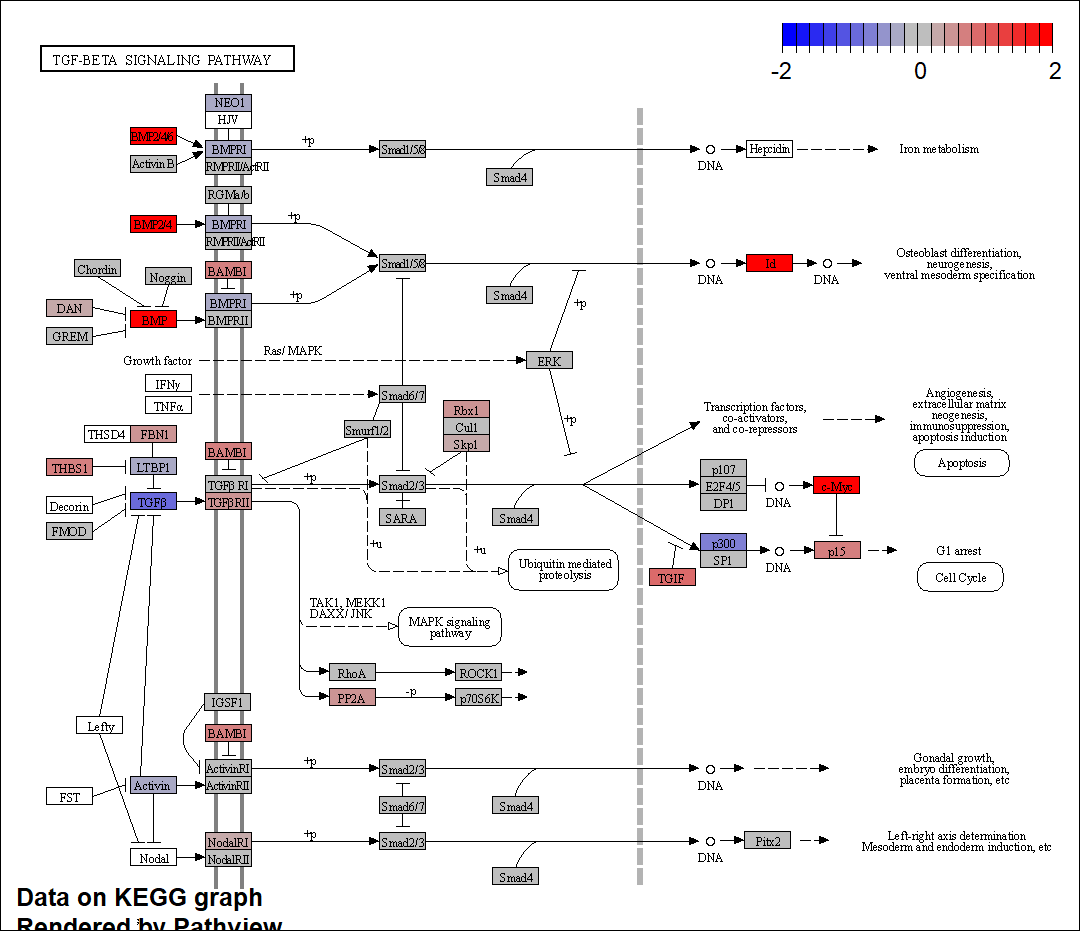 TGF-BETA SIGNALING PATHWAY
-2 0 2
NEO1
HJV
BMP2/4/6
Activin B
BMPRI
RMPRII/ActRII
+p
Smad1/5/8
Smad4
DNA
Hepcidin
Iron metabolism
RGMa/b
BMP2/4
BMPRI
RMPRII/ActRII
+p
BAMBI
Chordin
Noggin
DAN
GREM
BMP
BMPRI
BMPRII
+p
Smad1/5/8
Smad4
+p
DNA
Id
DNA
Osteoblast differentiation,
neurogenesis,
ventral mesoderm specification
Growth factor
Ras/ MAPK
ERK
IFNγ
TNFα
Smad6/7
+p
Rbx1
Cul1
Skp1
Smurf1/2
Transcription factors,
co-activators,
and co-repressors
Angiogenesis,
extracellular matrix
neogenesis,
immunosuppression,
apoptosis induction
Apoptosis
THSD4
FBN1
THBS1
LTBP1
Decorin
TGFβ
FMOD
BAMBI
TGFβ RI
TGFβRII
+p
Smad2/3
SARA
Smad4
+u
+u
Ubiquitin mediated
proteolysis
p107
E2F4/5
DP1
DNA
c-Myc
p300
SP1
DNA
p15
TGIF
G1 arrest
Cell Cycle
TAK1, MEKK1
DAXX/ JNK
MAPK signaling
pathway
RhoA
ROCK1
PP2A
-p
p70S6K
IGSF1
Lefty
BAMBI
FST
Activin
ActivinRI
ActivinRII
+p
Smad2/3
Smad6/7
Smad4
DNA
Gonadal growth,
embryo differentiation,
placenta formation, etc
Nodal
NodalRI
NodalRII
+p
Smad2/3
Smad4
DNA
Pitx2
Left-right axis determination
Mesoderm and endoderm induction, etc
Data on KEGG graph
Rendered by Pathview